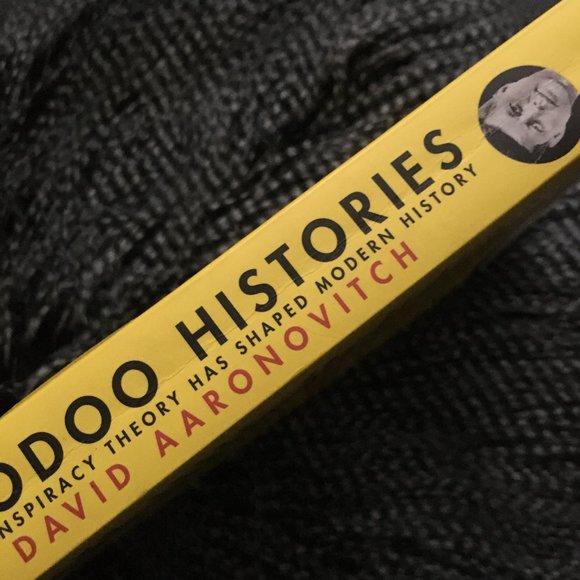 ODOO HISTORIES
NSPIRACY THEORY HAS SHAPED MODERN HISTORY
DAVID AARONOVITCH